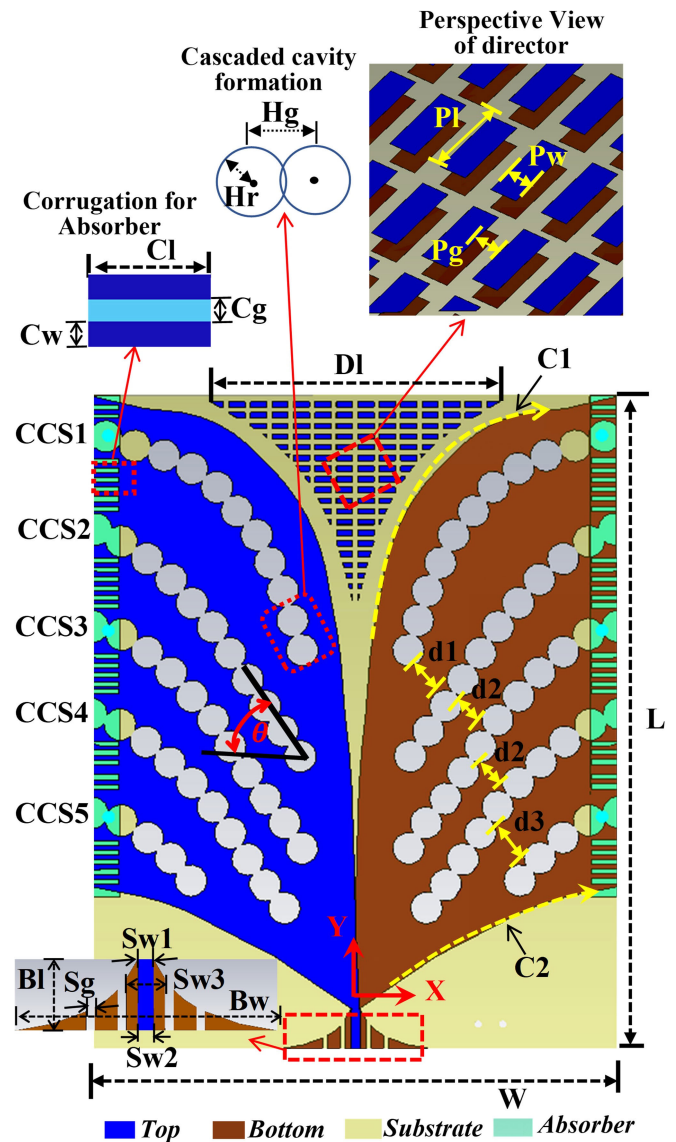 Perspective View
of director
Cascaded cavity
formation
Hg
Hr
Pl
Pw
Pg
Corrugation for
Absorber
Cl
Cg
Cw
Dl
C1
CCS1
CCS2
CCS3
CCS4
CCS5
d1
d2
d2
d3
θ
L
Y
X
C2
Sw1
Bl
Sg
Sw3
Bw
Sw2
W
Top
Bottom
Substrate
Absorber